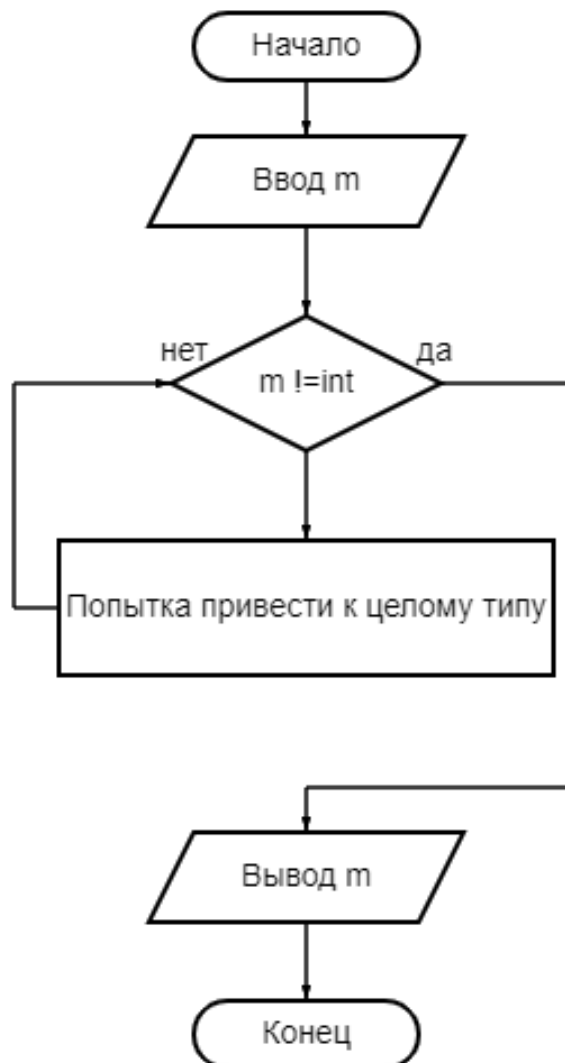 Начало
Ввод m
нет
да
m !=int
Попытка привести к целому типу
Вывод m
Конец